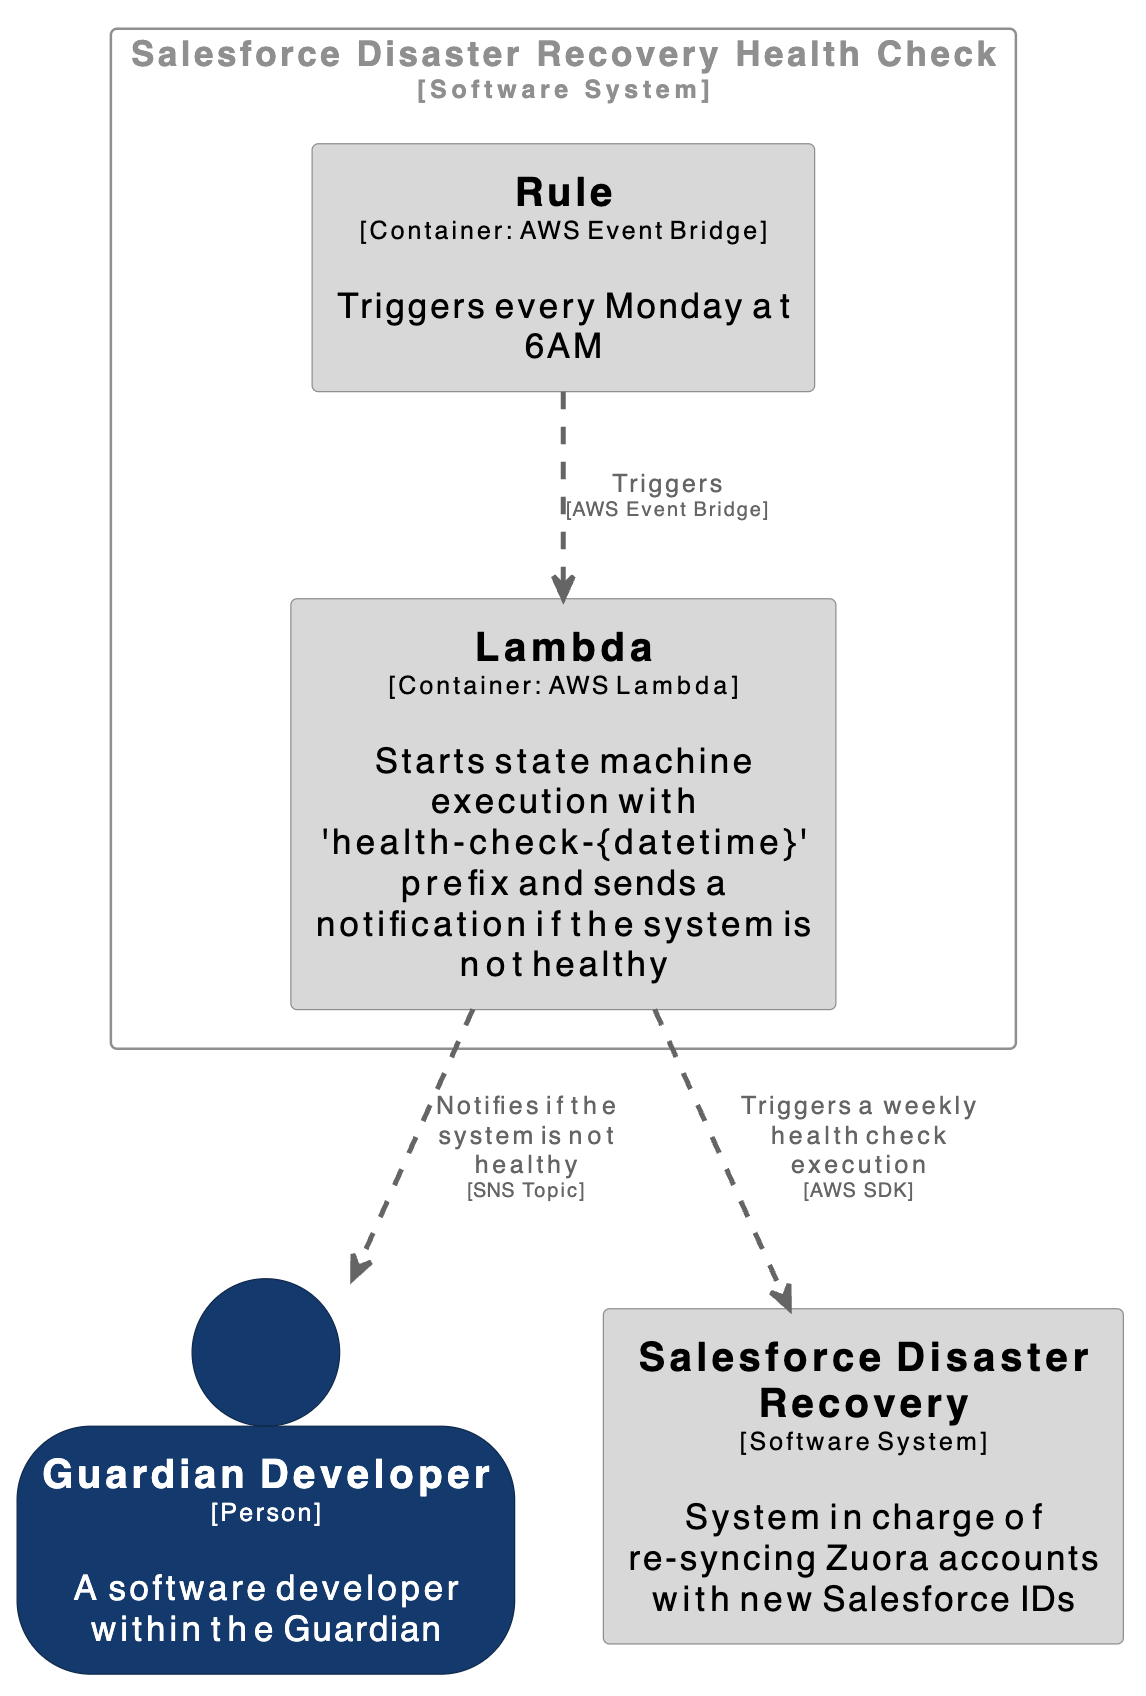 Salesforce Disaster Recovery Health Check
[Software System]
Rule
[Container: AWS Event Bridge]
Triggers every Monday at
6AM
Triggers
[AWS Event Bridge]
Lambda
[Container: AWS Lambda]
Starts state machine
execution with
'health-check-{datetime}'
prefix and sends a
notification if the system is
not healthy
Notifies if the
system is not
healthy
[SNS Topic]
Triggers a weekly
health check
execution
[AWS SDK]
Guardian Developer
[Person]
A software developer
within the Guardian
Salesforce Disaster
Recovery
[Software System]
System in charge of
re-syncing Zuora accounts
with new Salesforce IDs